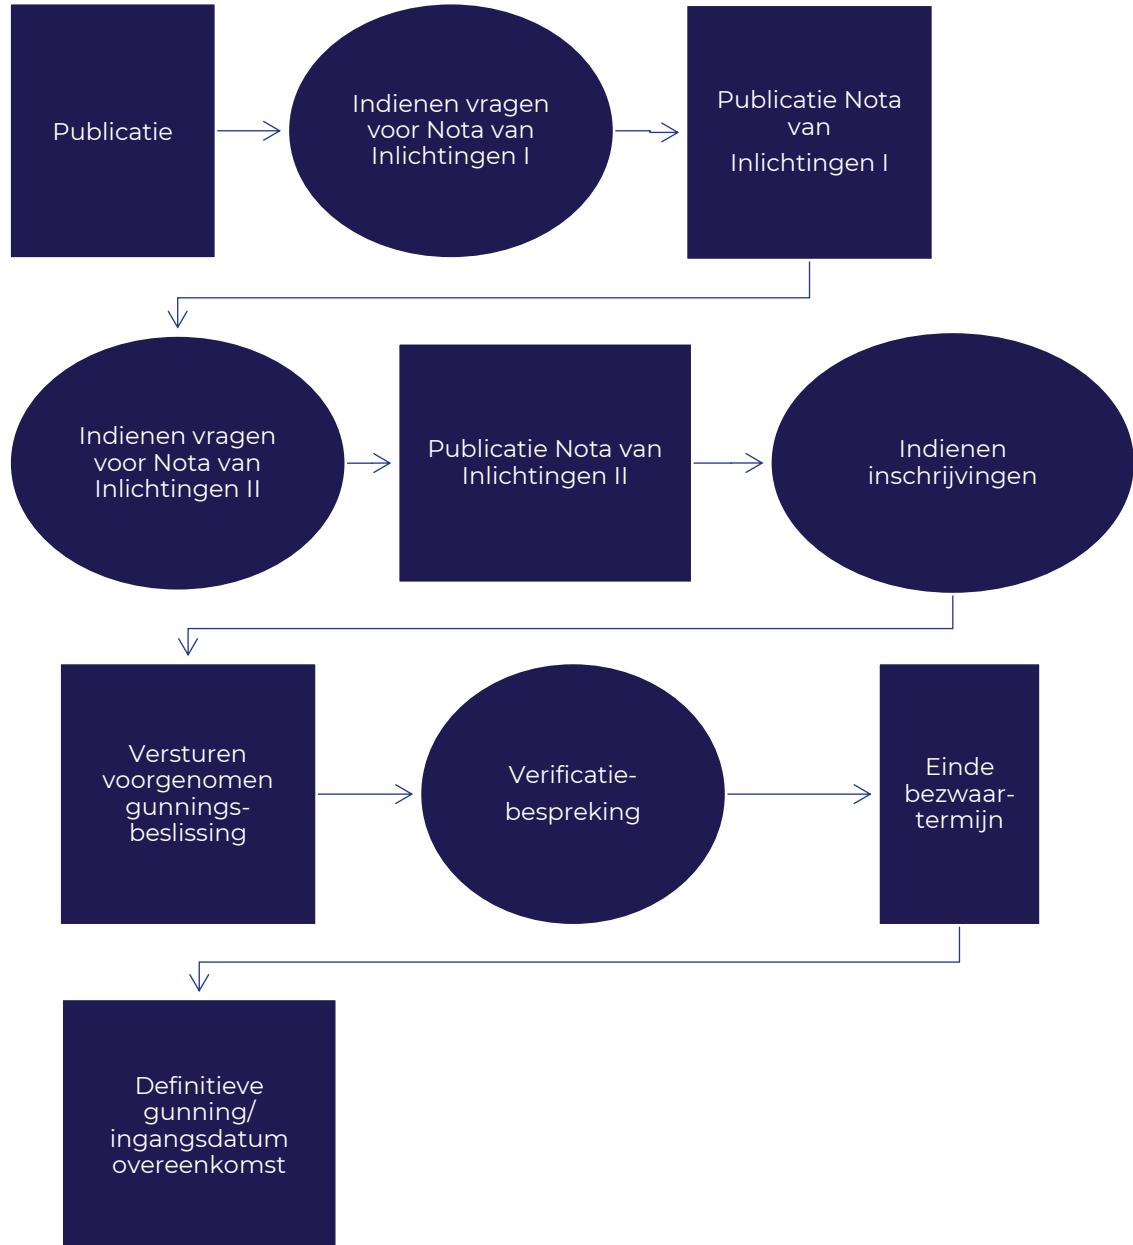 Publicatie
Indienen vragen
voor Nota van
Inlichtingen I
Publicatie Nota
van
Inlichtingen I
Indienen vragen
voor Nota van
Inlichtingen II
Publicatie Nota van
Inlichtingen II
Indienen
inschrijvingen
Versturen
voorgenomen
gunnings-
beslissing
Verificatie-
bespreking
Einde
bezwaar-
termijn
Definitieve
gunning/
ingangsdatum
overeenkomst